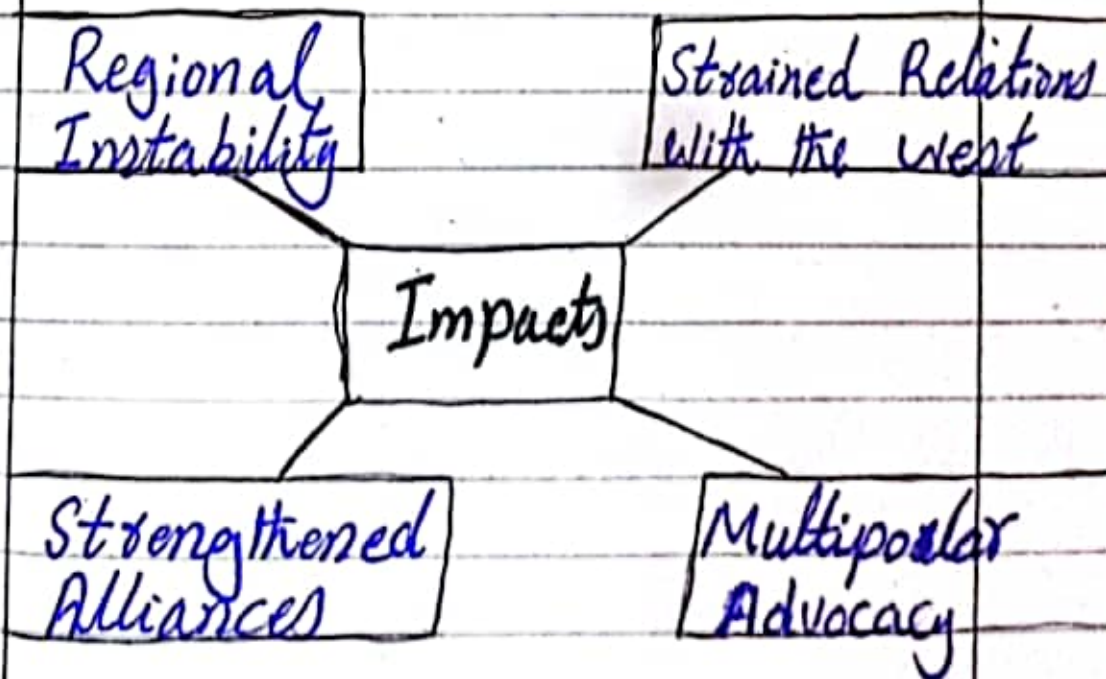 Regional
Instability
Strained Relations
with the west
Impacts
Strengthened
Alliances
Multipolar
Advocacy